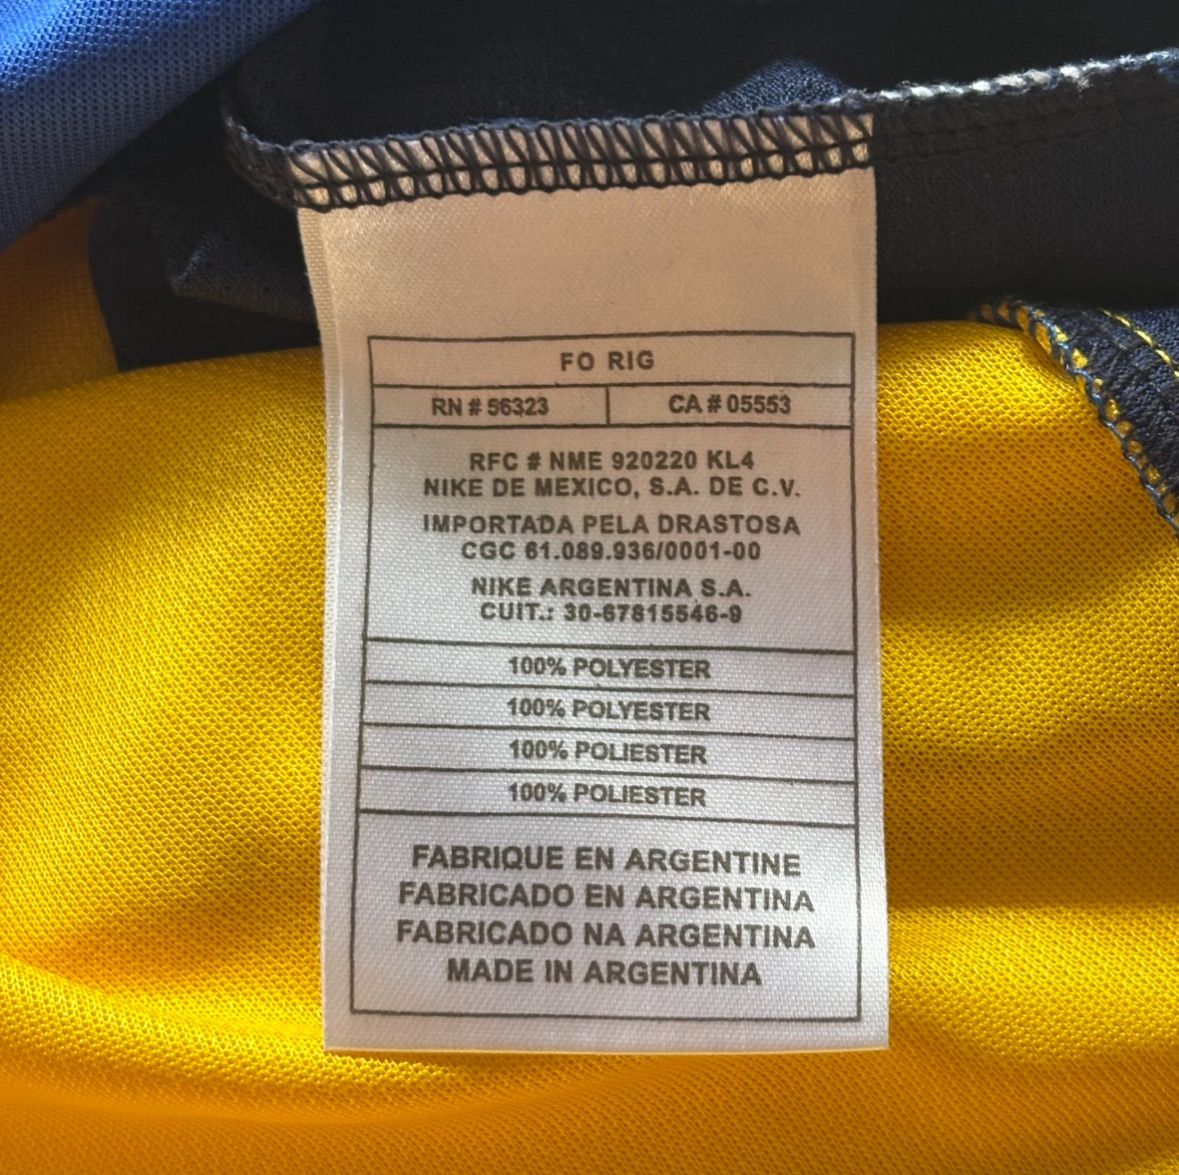 FO RIG
RN # 56323 CA # 05553
RFC # NME 920220 KL4
NIKE DE MEXICO, S.A. DE C.V.
IMPORTADA PELA DRASTOSA
CGC 61.089.936/0001-00
NIKE ARGENTINA S.A.
CUIT.: 30-67815546-9
100% POLYESTER
100% POLYESTER
100% POLIESTER
100% POLIESTER
FABRIQUE EN ARGENTINE
FABRICADO EN ARGENTINA
FABRICADO NA ARGENTINA
MADE IN ARGENTINA